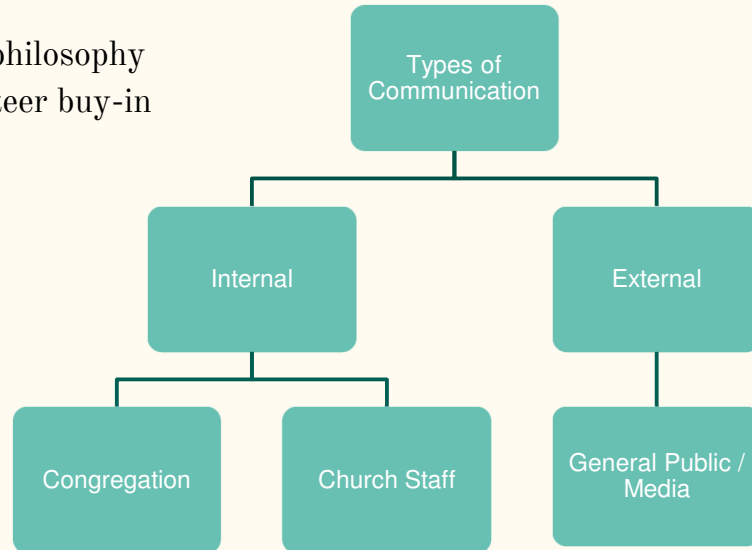 philosophy
teer buy-in
Types of
Communication
Internal
External
Congregation
Church Staff
General Public /
Media